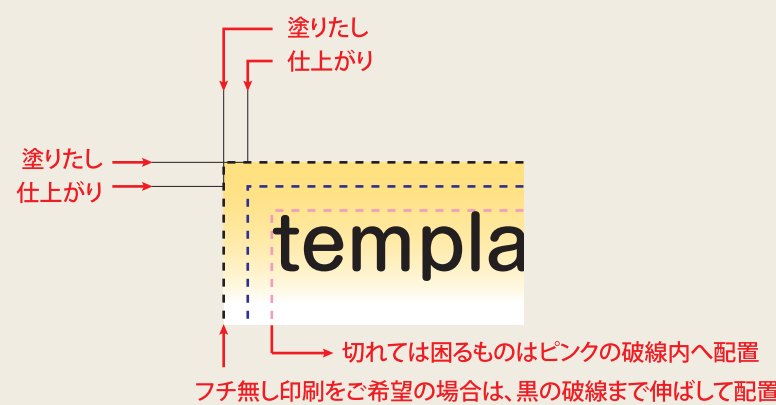 塗りたし
仕上がり
塗りたし
仕上がり
templa
切れては困るものはピンクの破線内へ配置
フチ無し印刷をご希望の場合は、黒の破線まで伸ばして配置